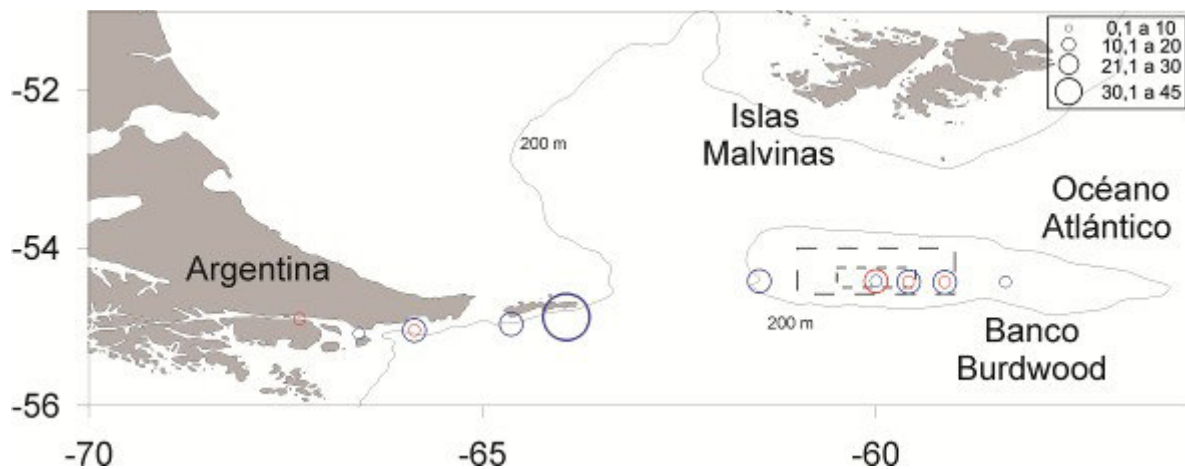 0,1 a 10
10,1 a 20
21,1 a 30
30,1 a 45
-52
-54
-56
200 m
Islas
Malvinas
Océano
Atlántico
Argentina
200 m
Banco
Burdwood
-70
-65
-60